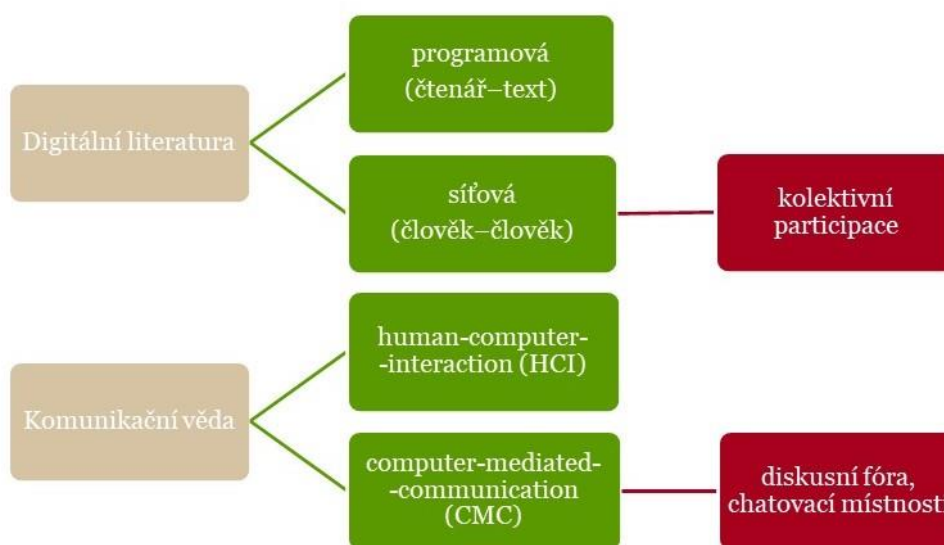 Digitální literatura
programová
(čtenář–text)
síťová
(člověk–člověk)
kolektivní
participace
Komunikační věda
human-computer-
-interaction (HCI)
computer-mediated-
-communication
(CMC)
diskusní fóra,
chatovací místnosti